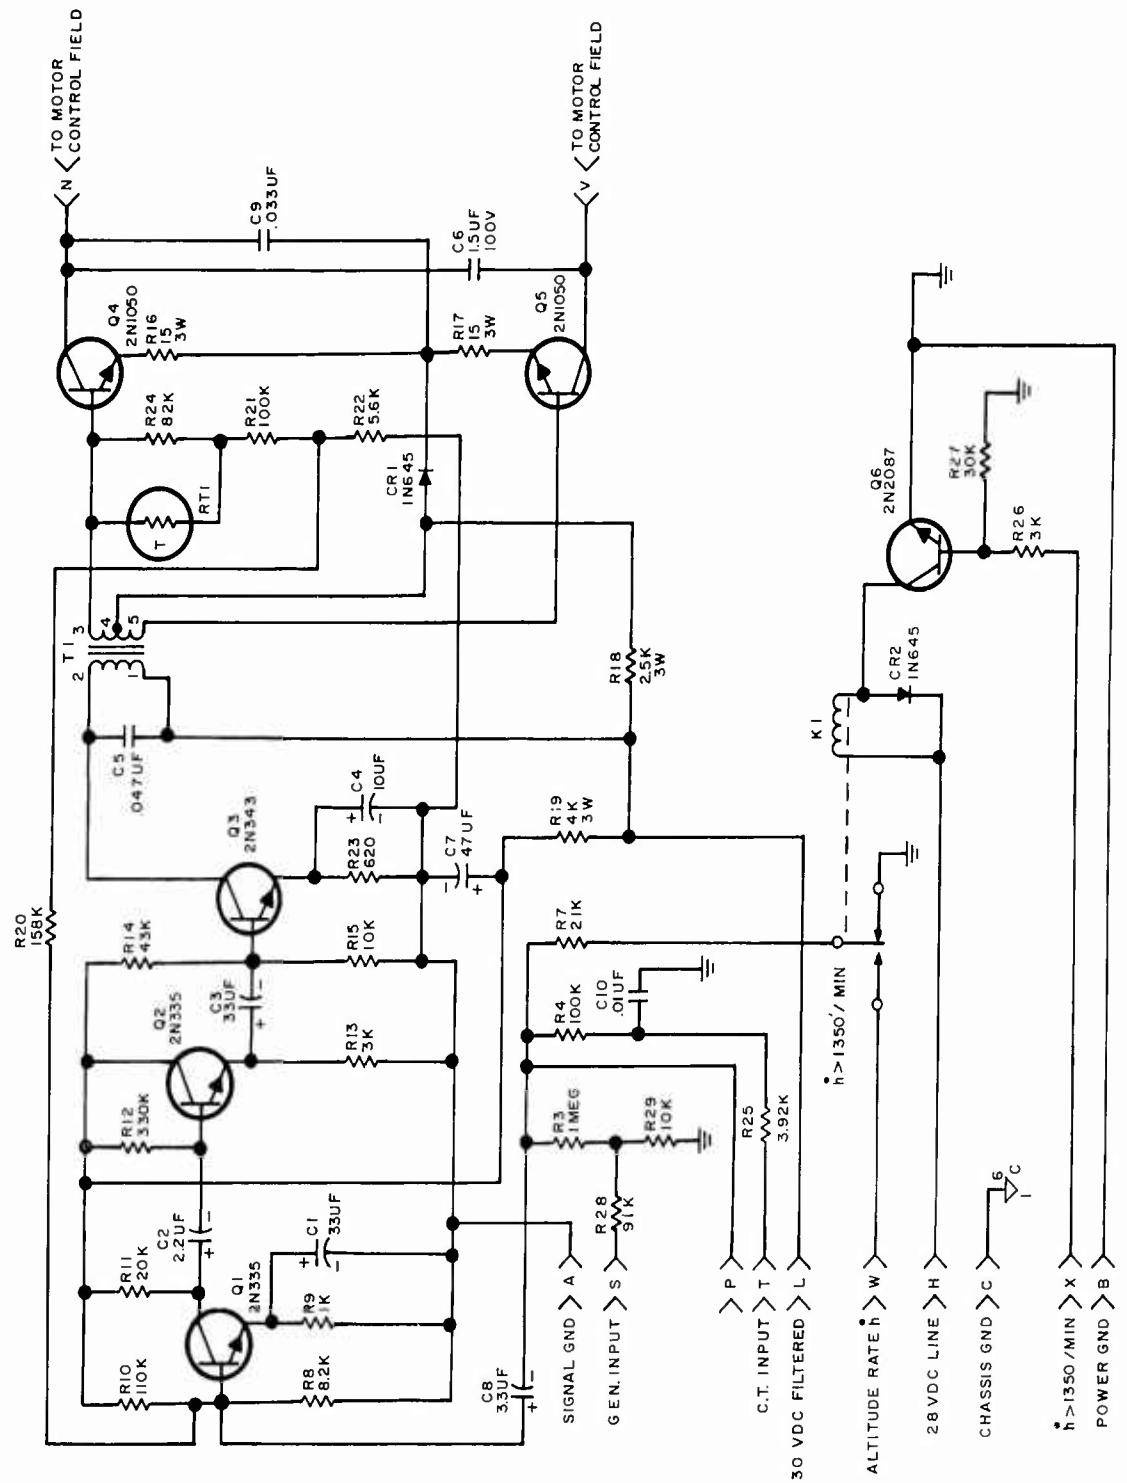 TO MOTOR
CONTROL FIELD
N
C9
.033UF
C6
1.5UF
100V
V
TO MOTOR
CONTROL FIELD
Q4
2N1050
R16
15
3W
R17
15
3W
Q5
2N1050
R24
82K
R21
100K
R22
5.6K
T
RT1
CR1
1N645
T1
2
3
4
5
1
R18
2.5K
3W
C5
.047UF
Q3
2N343
C4
10UF
+
-
R23
620
C7
47UF
-
+
R19
4K
3W
R20
158K
R14
43K
R15
10K
C3
33UF
+
-
Q2
2N335
R13
3K
R12
330K
C2
2.2UF
+
-
R11
20K
Q1
2N335
C1
33UF
+
-
R9
1K
R10
110K
R8
8.2K
C8
3.3UF
+
-
R7
21K
R4
100K
C10
.01UF
R3
1MEG
R29
10K
R28
91K
R25
3.92K
ḣ>1350'/MIN
K1
CR2
1N645
Q6
2N2087
R27
30K
R26
3K
6
C
1
SIGNAL GND A
GEN. INPUT S
P
C.T. INPUT T
30 VDC FILTERED L
ALTITUDE RATE ḣ W
28 VDC LINE H
CHASSIS GND C
ḣ>1350/MIN X
POWER GND B